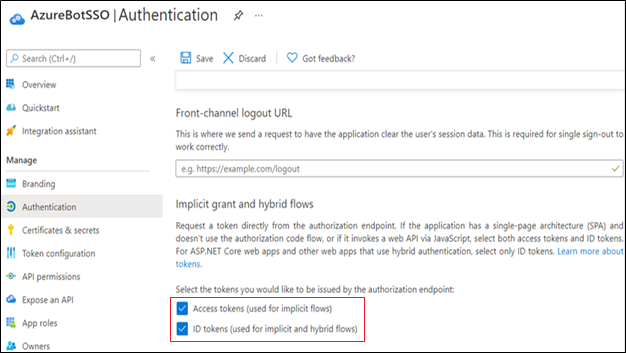 AzureBotSSO | Authentication
Search (Ctrl+/)
Overview
Quickstart
Integration assistant
Manage
Branding
Authentication
Certificates & secrets
Token configuration
API permissions
Expose an API
App roles
Owners
Save
Discard
Got feedback?
Front-channel logout URL
This is where we send a request to have the application clear the user's session data. This is required for single sign-out to
work correctly.
e.g. https://example.com/logout
Implicit grant and hybrid flows
Request a token directly from the authorization endpoint. If the application has a single-page architecture (SPA) and
doesn't use the authorization code flow, or if it invokes a web API via JavaScript, select both access tokens and ID tokens.
For ASP.NET Core web apps and other web apps that use hybrid authentication, select only ID tokens. Learn more about
tokens.
Select the tokens you would like to be issued by the authorization endpoint:
Access tokens (used for implicit flows)
ID tokens (used for implicit and hybrid flows)